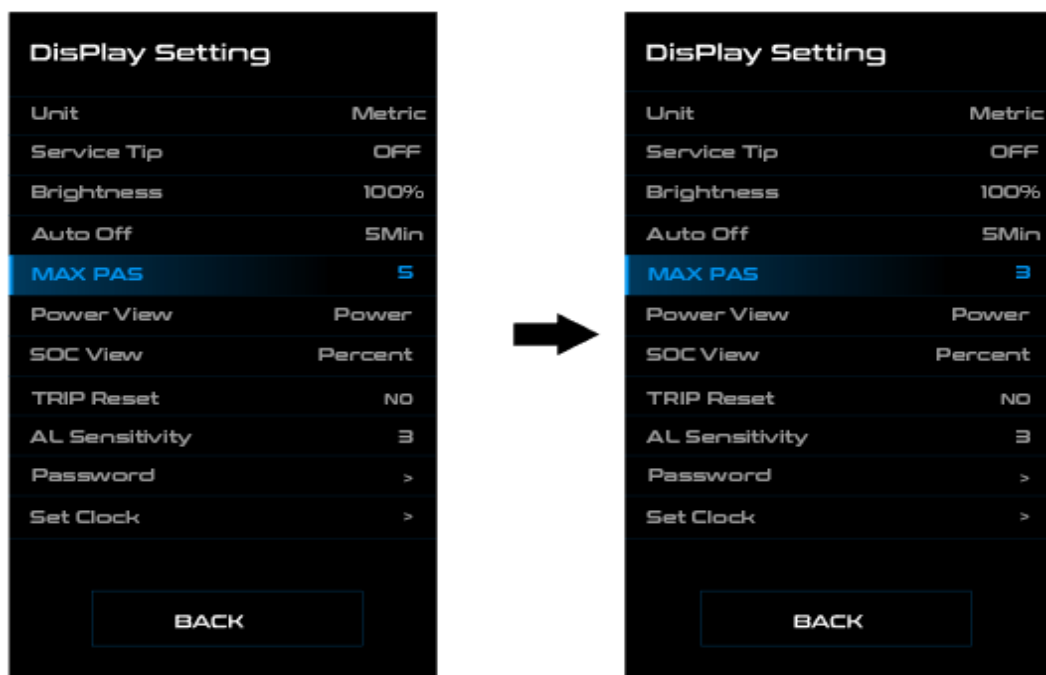 DisPlay Setting
Unit Metric
Service Tip OFF
Brightness 100%
Auto Off 5Min
MAX PAS 5
Power View Power
SOC View Percent
TRIP Reset NO
AL Sensitivity 3
Password >
Set Clock >
BACK
DisPlay Setting
Unit Metric
Service Tip OFF
Brightness 100%
Auto Off 5Min
MAX PAS 3
Power View Power
SOC View Percent
TRIP Reset NO
AL Sensitivity 3
Password >
Set Clock >
BACK